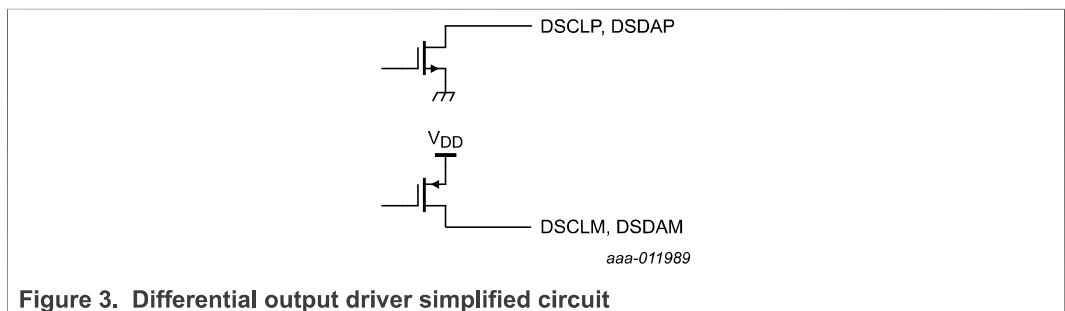 DSCLP, DSDAP
VDD
DSCLM, DSDAM
aaa-011989
Figure 3. Differential output driver simplified circuit